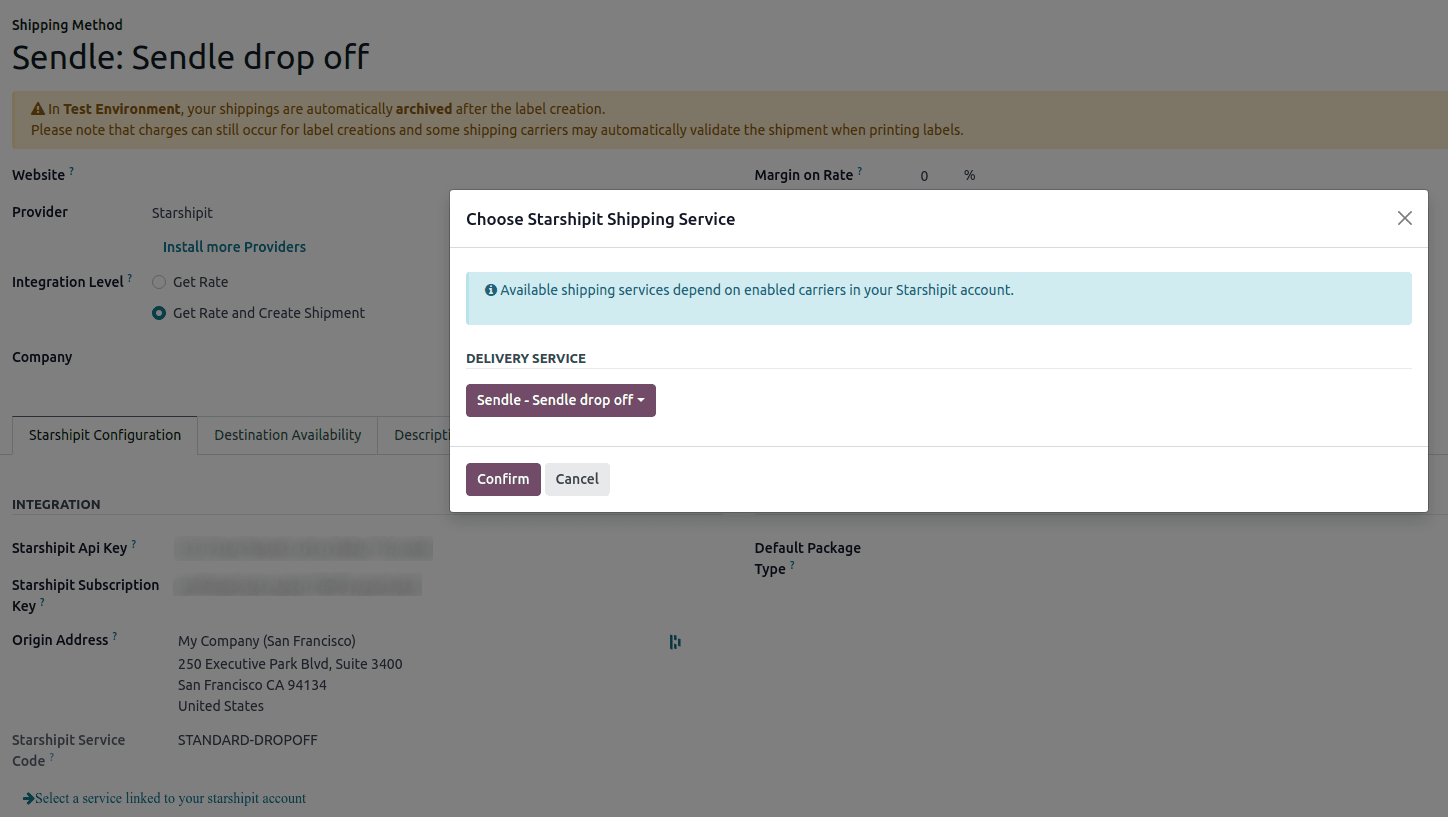 Shipping Method
Sendle: Sendle drop off
In Test Environment, your shippings are automatically archived after the label creation.
Please note that charges can still occur for label creations and some shipping carriers may automatically validate the shipment when printing labels.
Website ?
Margin on Rate ? 0 %
Provider Starshipit
Install more Providers
Integration Level ? Get Rate
Get Rate and Create Shipment
Company
Choose Starshipit Shipping Service
Available shipping services depend on enabled carriers in your Starshipit account.
DELIVERY SERVICE
Sendle - Sendle drop off
Confirm Cancel
Starshipit Configuration Destination Availability Descripti
INTEGRATION
Starshipit Api Key ?
Starshipit Subscription
Key ?
Default Package
Type ?
Origin Address ? My Company (San Francisco)
250 Executive Park Blvd, Suite 3400
San Francisco CA 94134
United States
Starshipit Service
Code ?
STANDARD-DROPOFF
Select a service linked to your starshipit account